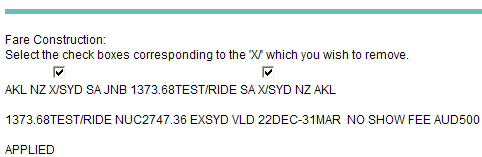 Fare Construction:
Select the check boxes corresponding to the 'X/' which you wish to remove.
AKL NZ X/SYD SA JNB 1373.68TEST/RIDE SA X/SYD NZ AKL
1373.68TEST/RIDE NUC2747.36 EXSYD VLD 22DEC-31MAR NO SHOW FEE AUD500
APPLIED